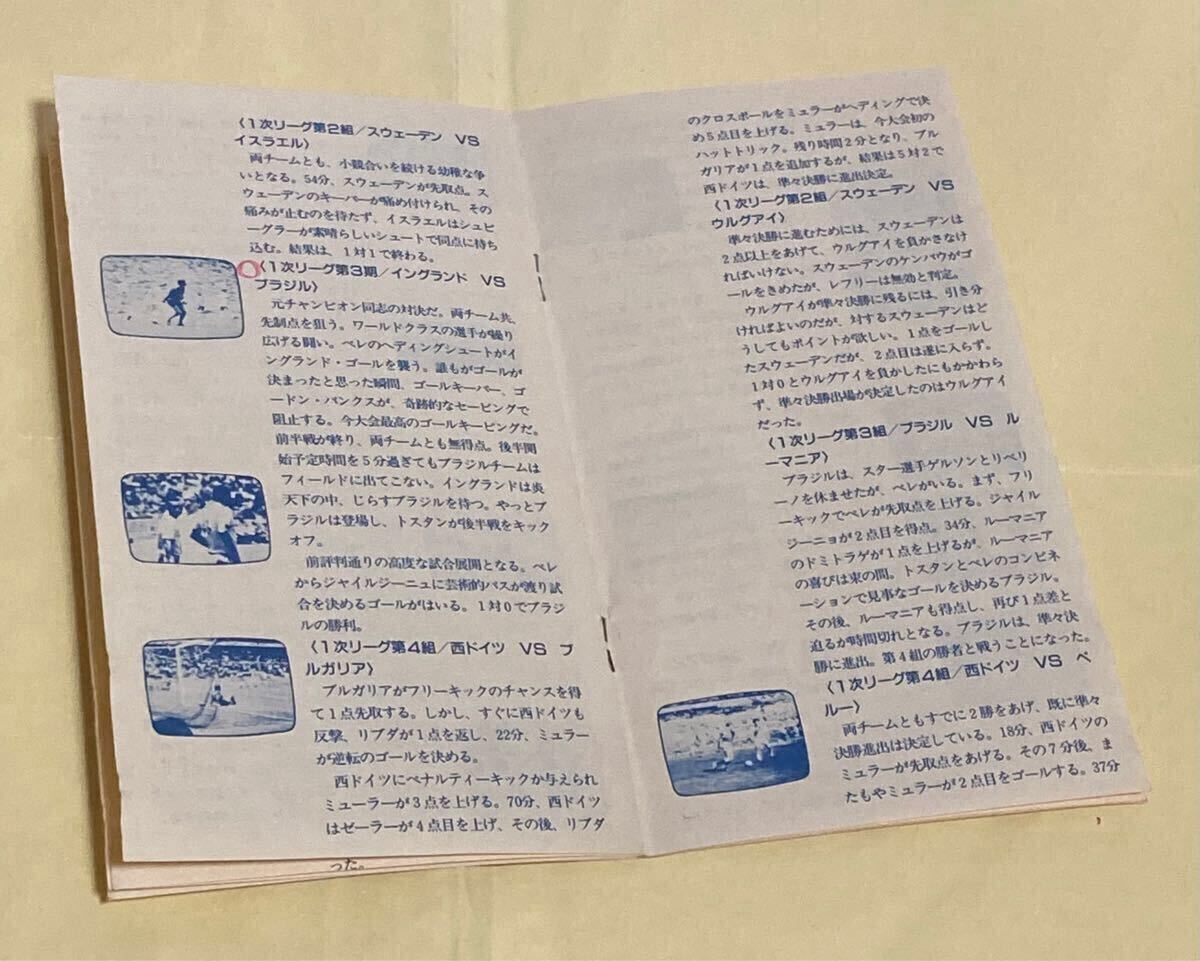 〈1次リーグ第2組／スウェーデン VS
イスラエル〉
両チームとも、小競合いを続ける幼稚な争
いとなる。54分、スウェーデンが先取点。ス
ウェーデンのキーパーが痛め付けられ、その
痛みが止むのを待たず、イスラエルはシュピ
ーグラーが素晴らしいシュートで同点に持ち
込む。結果は、1対1で終わる。
〈1次リーグ第3期／イングランド VS
ブラジル〉
元チャンピオン同志の対決だ。両チーム共、
先制点を狙う。ワールドクラスの選手が繰り
広げる闘い。ペレのヘディングシュートがイ
ングランド・ゴールを襲う。誰もがゴールが
決まったと思った瞬間、ゴールキーパー、ゴ
ードン・バンクスが、奇跡的なセービングで
阻止する。今大会最高のゴールキーピングだ。
前半戦が終り、両チームとも無得点。後半開
始予定時間を5分過ぎてもブラジルチームは
フィールドに出てこない。イングランドは炎
天下の中、じらすブラジルを待つ。やっとブ
ラジルは登場し、トスタンが後半戦をキック
オフ。
前評判通りの高度な試合展開となる。ペレ
からジャイルジーニュに芸術的パスが渡り試
合を決めるゴールがはいる。1対0でブラジ
ルの勝利。
〈1次リーグ第4組／西ドイツ VS ブ
ルガリア〉
ブルガリアがフリーキックのチャンスを得
て1点先取する。しかし、すぐに西ドイツも
反撃、リブダが1点を返し、22分、ミュラー
が逆転のゴールを決める。
西ドイツにペナルティーキックが与えられ
ミューラーが3点を上げる。70分、西ドイツ
はゼーラーが4点目を上げ、その後、リブダ
った。
のクロスボールをミュラーがヘディングで決
め5点目を上げる。ミュラーは、今大会初の
ハットトリック。残り時間2分となり、ブル
ガリアが1点を追加するが、結果は5対2で
西ドイツは、準々決勝に進出決定。
〈1次リーグ第2組／スウェーデン VS
ウルグアイ〉
準々決勝に進むためには、スウェーデンは
2点以上をあげて、ウルグアイを負かさなけ
ればいけない。スウェーデンのケンバウがゴ
ールをきめたが、レフリーは無効と判定。
ウルグアイが準々決勝に残るには、引き分
ければよいのだが、対するスウェーデンはど
うしてもポイントが欲しい。1点をゴールし
たスウェーデンだが、2点目は遂に入らず。
1対0とウルグアイを負かしたにもかかわら
ず、準々決勝出場が決定したのはウルグアイ
だった。
〈1次リーグ第3組／ブラジル VS ル
ーマニア〉
ブラジルは、スター選手ゲルソンとリベリ
ーノを休ませたが、ペレがいる。まず、フリ
ーキックでペレが先取点を上げる。ジャイル
ジーニョが2点目を得点。34分、ルーマニア
のドミトラゲが1点を上げるが、ルーマニア
の喜びは束の間。トスタンとペレのコンビネ
ーションで見事なゴールを決めるブラジル。
その後、ルーマニアも得点し、再び1点差と
迫るが時間切れとなる。ブラジルは、準々決
勝に進出。第4組の勝者と戦うことになった。
〈1次リーグ第4組／西ドイツ VS ペ
ルー〉
両チームともすでに2勝をあげ、既に準々
決勝進出は決定している。18分、西ドイツの
ミュラーが先取点をあげる。その7分後、ま
たもやミュラーが2点目をゴールする。37分